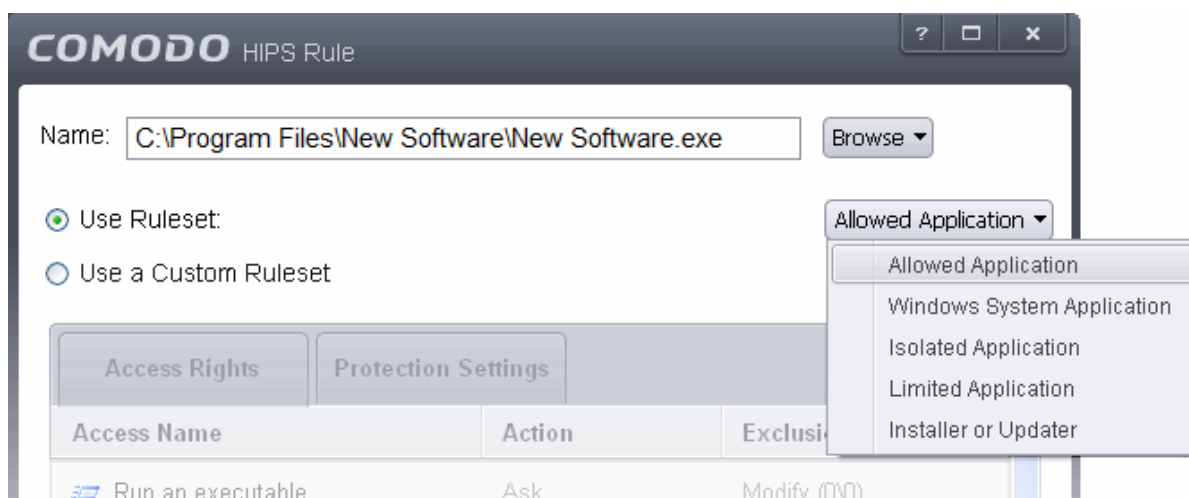 COMODO HIPS Rule
?
x
Name: C:\Program Files\New Software\New Software.exe Browse
Use Ruleset: Allowed Application
Use a Custom Ruleset
Allowed Application
Windows System Application
Isolated Application
Limited Application
Installer or Updater
Access Rights Protection Settings
Access Name Action
Run an executable Ask Modify (0\0)